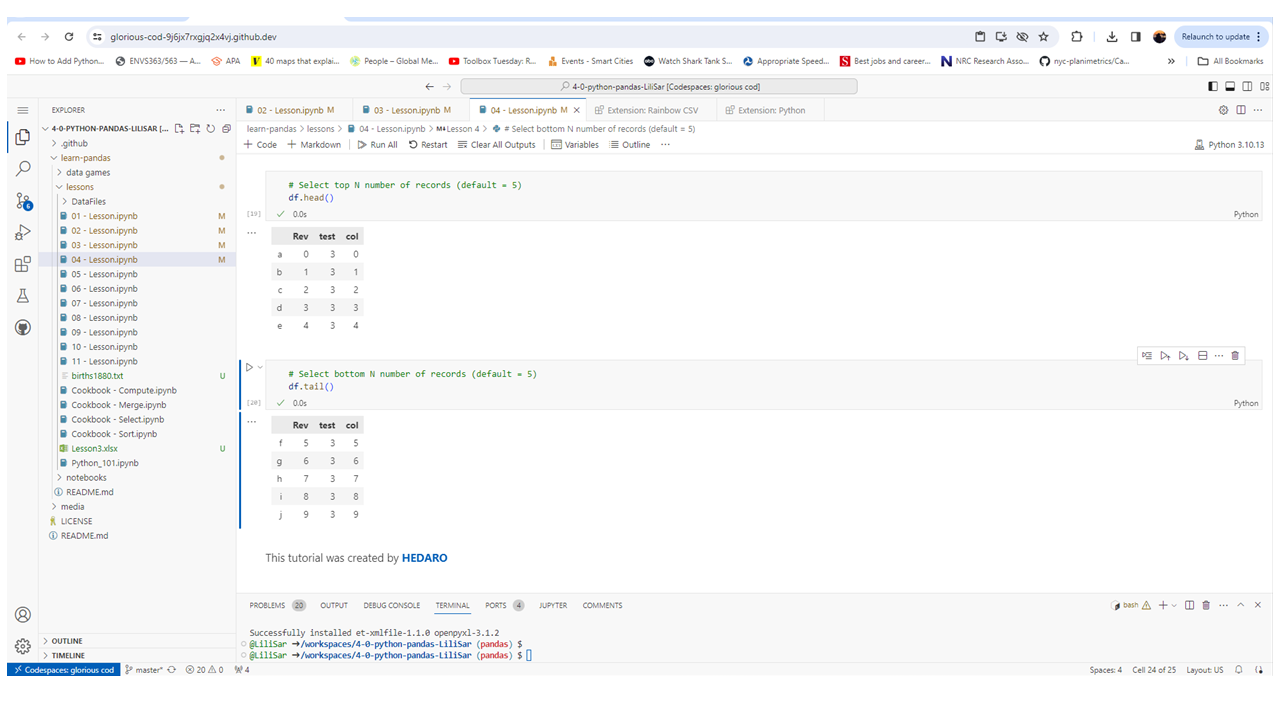 glorious-cod-9j6jx7rxgjq2x4vj.github.dev
Relaunch to update
How to Add Python...
ENVS363/563 — A...
APA
40 maps that explai...
People – Global Me...
Toolbox Tuesday: R...
Events - Smart Cities
Watch Shark Tank S...
Appropriate Speed...
Best jobs and career...
NRC Research Asso...
nyc-planimetrics/Ca...
»
All Bookmarks
4-0-python-pandas-LiliSar [Codespaces: glorious cod]
EXPLORER
4-0-PYTHON-PANDAS-LILISAR [...
.github
learn-pandas
data games
lessons
DataFiles
01 - Lesson.ipynb M
02 - Lesson.ipynb M
03 - Lesson.ipynb M
04 - Lesson.ipynb M
05 - Lesson.ipynb
06 - Lesson.ipynb
07 - Lesson.ipynb
08 - Lesson.ipynb
09 - Lesson.ipynb
10 - Lesson.ipynb
11 - Lesson.ipynb
births1880.txt U
Cookbook - Compute.ipynb
Cookbook - Merge.ipynb
Cookbook - Select.ipynb
Cookbook - Sort.ipynb
Lesson3.xlsx U
Python_101.ipynb
notebooks
README.md
media
LICENSE
README.md
OUTLINE
TIMELINE
6
02 - Lesson.ipynb M
03 - Lesson.ipynb M
04 - Lesson.ipynb M
Extension: Rainbow CSV
Extension: Python
learn-pandas > lessons > 04 - Lesson.ipynb > Lesson 4 > # Select bottom N number of records (default = 5)
+ Code + Markdown Run All Restart Clear All Outputs Variables Outline ...
Python 3.10.13
# Select top N number of records (default = 5)
df.head()
[19] 0.0s Python
Rev test col
a 0 3 0
b 1 3 1
c 2 3 2
d 3 3 3
e 4 3 4
# Select bottom N number of records (default = 5)
df.tail()
[20] 0.0s Python
Rev test col
f 5 3 5
g 6 3 6
h 7 3 7
i 8 3 8
j 9 3 9
This tutorial was created by HEDARO
PROBLEMS 20 OUTPUT DEBUG CONSOLE TERMINAL PORTS 4 JUPYTER COMMENTS
bash
Successfully installed et-xmlfile-1.1.0 openpyxl-3.1.2
@LiliSar →/workspaces/4-0-python-pandas-LiliSar (pandas) $
@LiliSar →/workspaces/4-0-python-pandas-LiliSar (pandas) $
Codespaces: glorious cod master* 20 0 4
Spaces: 4 Cell 24 of 25 Layout: US